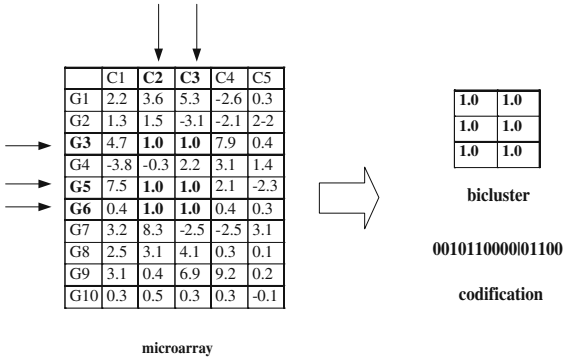 C1 C2 C3 C4 C5
G1 2.2 3.6 5.3 -2.6 0.3
G2 1.3 1.5 -3.1 -2.1 2-2
G3 4.7 1.0 1.0 7.9 0.4
G4 -3.8 -0.3 2.2 3.1 1.4
G5 7.5 1.0 1.0 2.1 -2.3
G6 0.4 1.0 1.0 0.4 0.3
G7 3.2 8.3 -2.5 -2.5 3.1
G8 2.5 3.1 4.1 0.3 0.1
G9 3.1 0.4 6.9 9.2 0.2
G10 0.3 0.5 0.3 0.3 -0.1
microarray
1.0 1.0
1.0 1.0
1.0 1.0
bicluster
0010110000|01100
codification